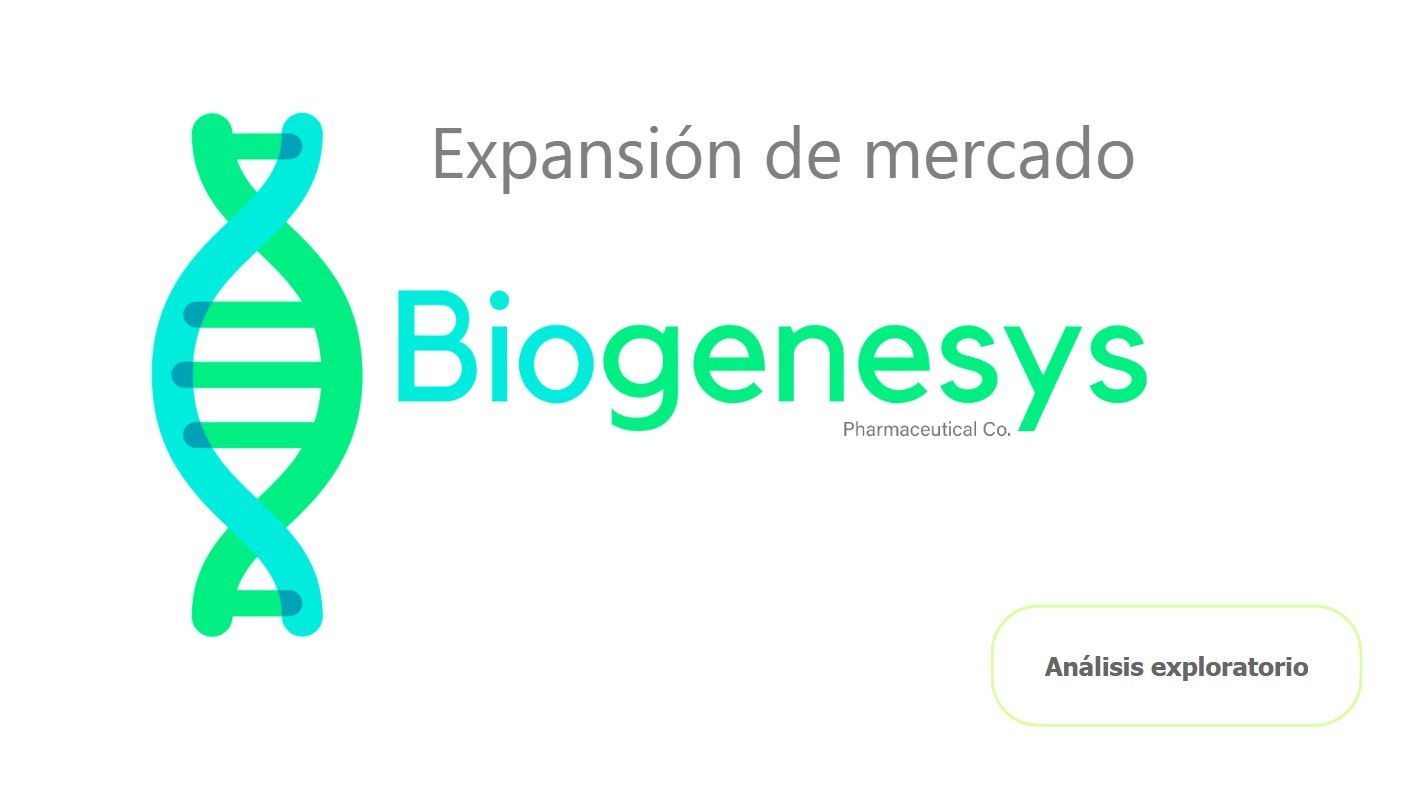 Expansión de mercado
Biogenesys
Pharmaceutical Co.
Análisis exploratorio